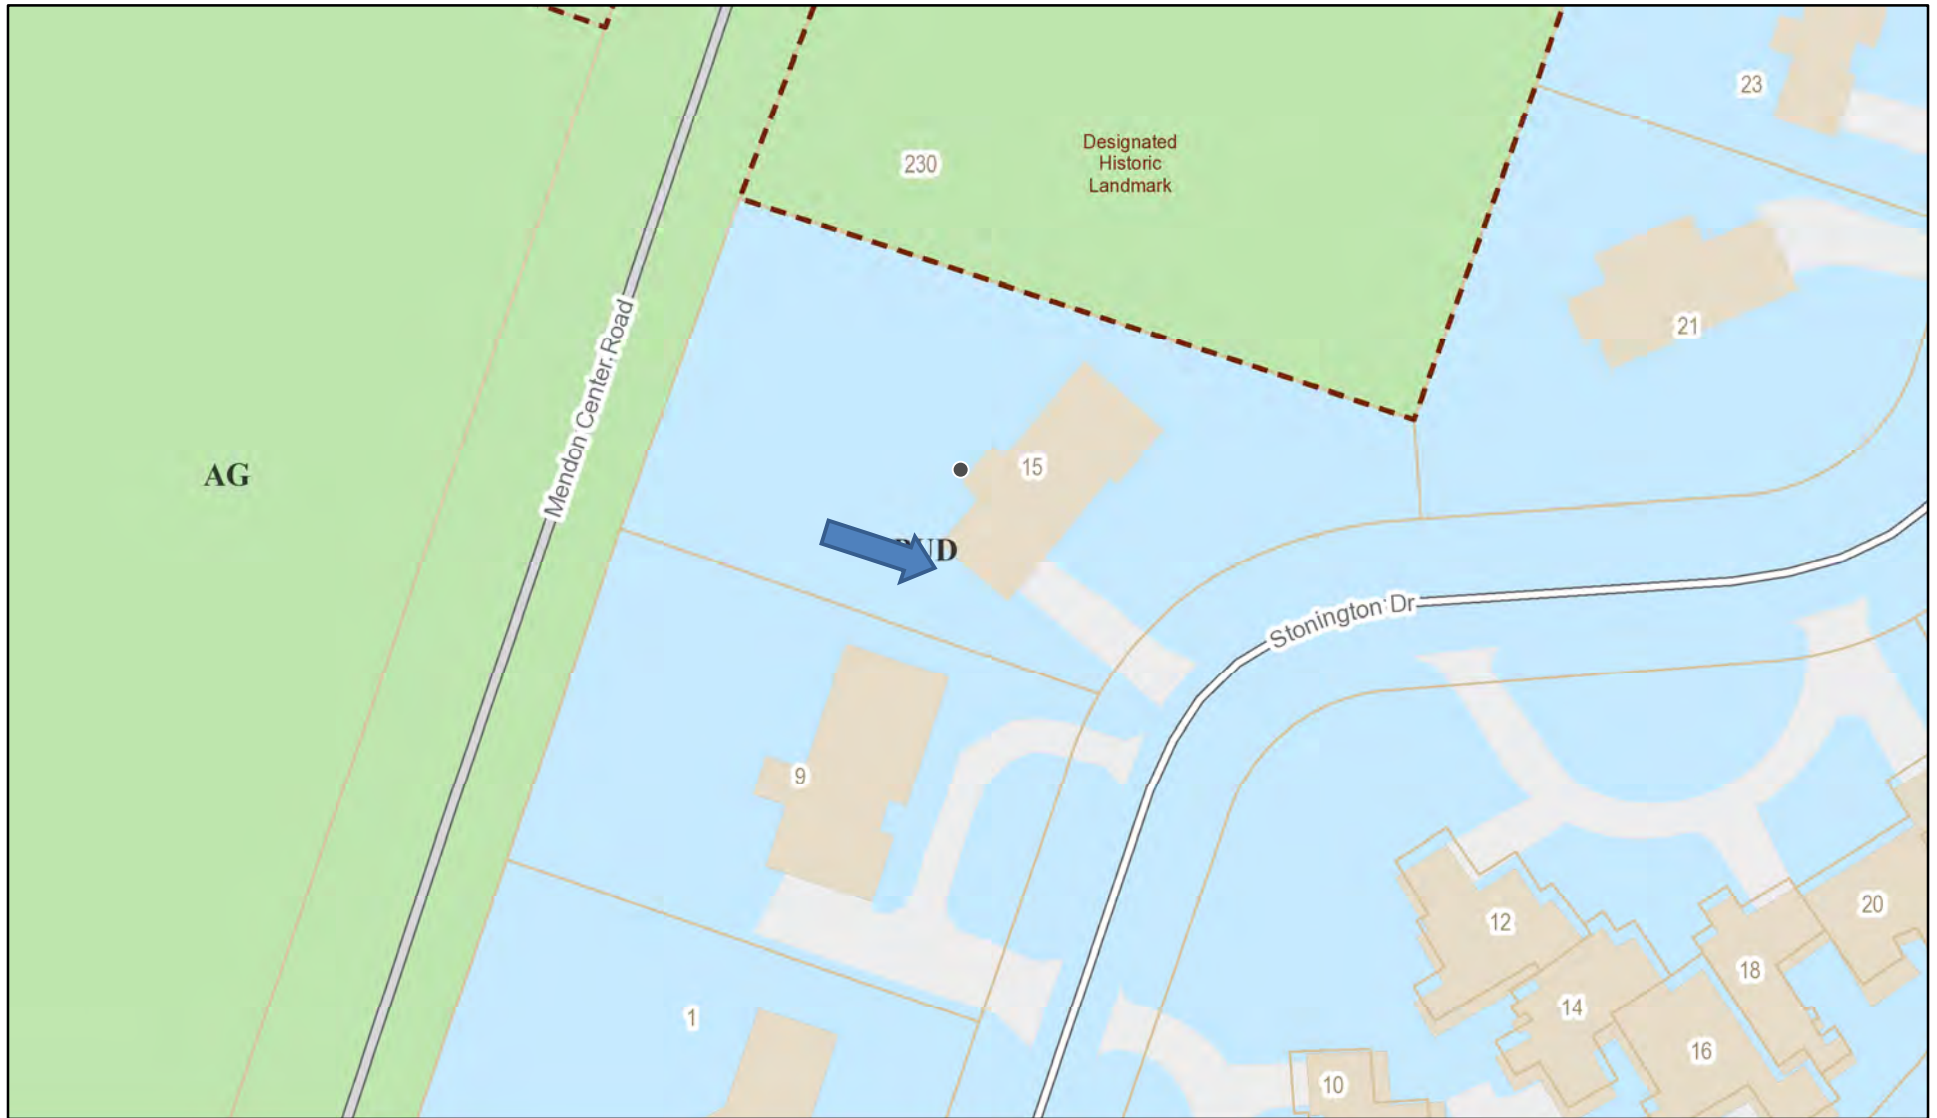 23
Designated
Historic
Landmark
230
21
Mendon Center Road
15
AG
Stonington Dr
9
20
12
18
14
1
16
10